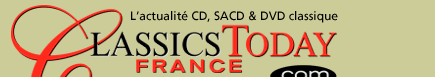 L'actualité CD, SACD & DVD classique
CLASSICSTODAY
FRANCE
.com